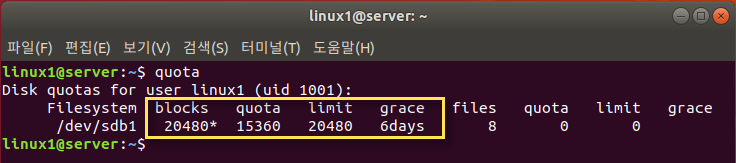 linux1@server: ~
파일(F) 편집(E) 보기(V) 검색(S) 터미널(T) 도움말(H)
linux1@server:~$ quota
Disk quotas for user linux1 (uid 1001):
     Filesystem  blocks   quota   limit   grace   files   quota   limit   grace
      /dev/sdb1   20480*  15360   20480   6days       8       0       0
linux1@server:~$